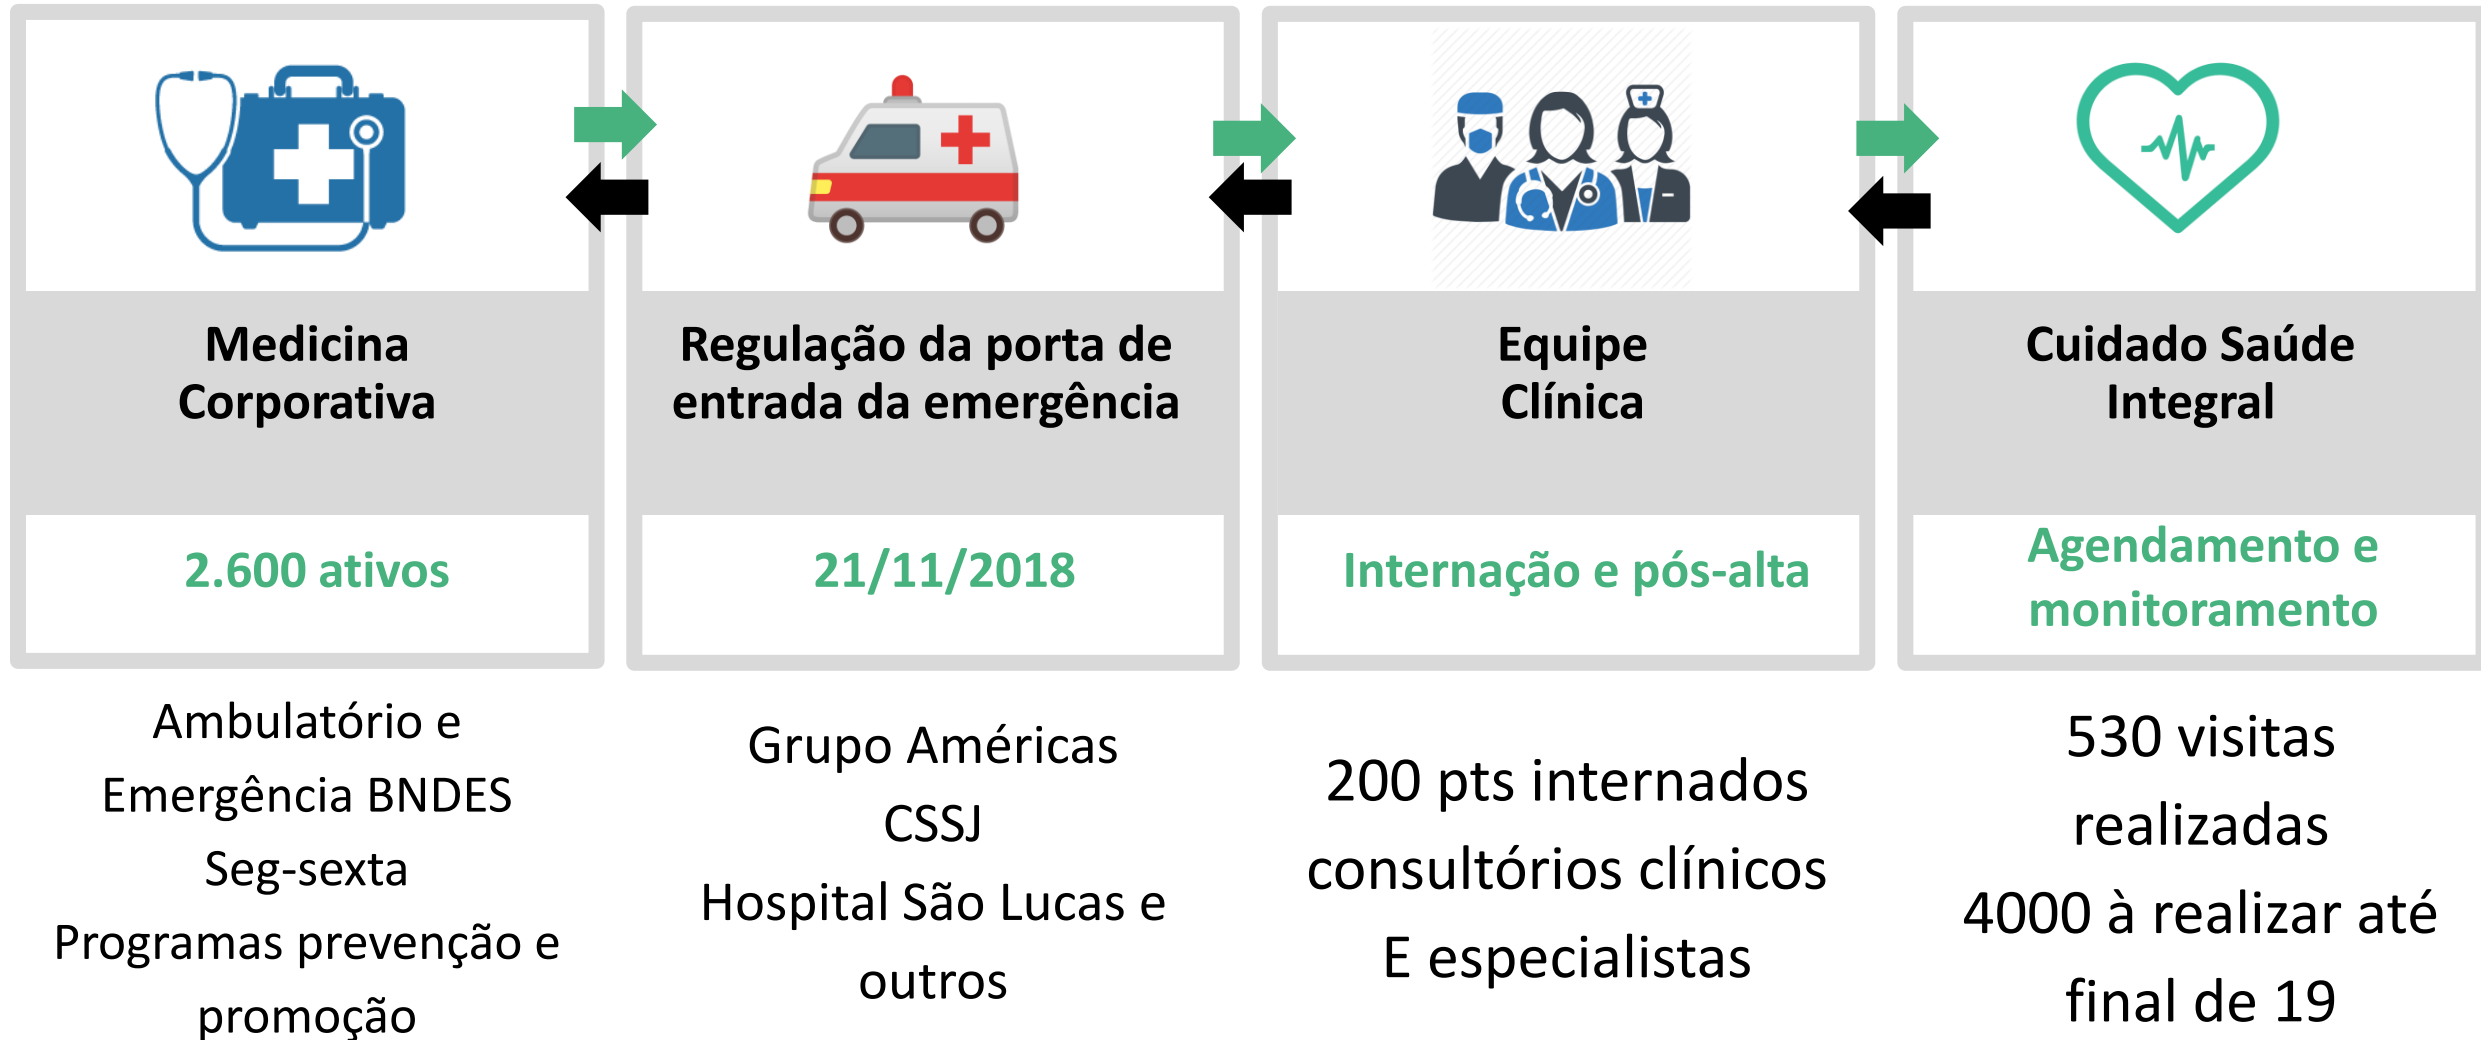 Medicina
Corporativa
2.600 ativos
Ambulatório e
Emergência BNDES
Seg-sexta
Programas prevenção e
promoção
Regulação da porta de
entrada da emergência
21/11/2018
Grupo Américas
CSSJ
Hospital São Lucas e
outros
Equipe
Clínica
Internação e pós-alta
200 pts internados
consultórios clínicos
E especialistas
Cuidado Saúde
Integral
Agendamento e
monitoramento
530 visitas
realizadas
4000 à realizar até
final de 19